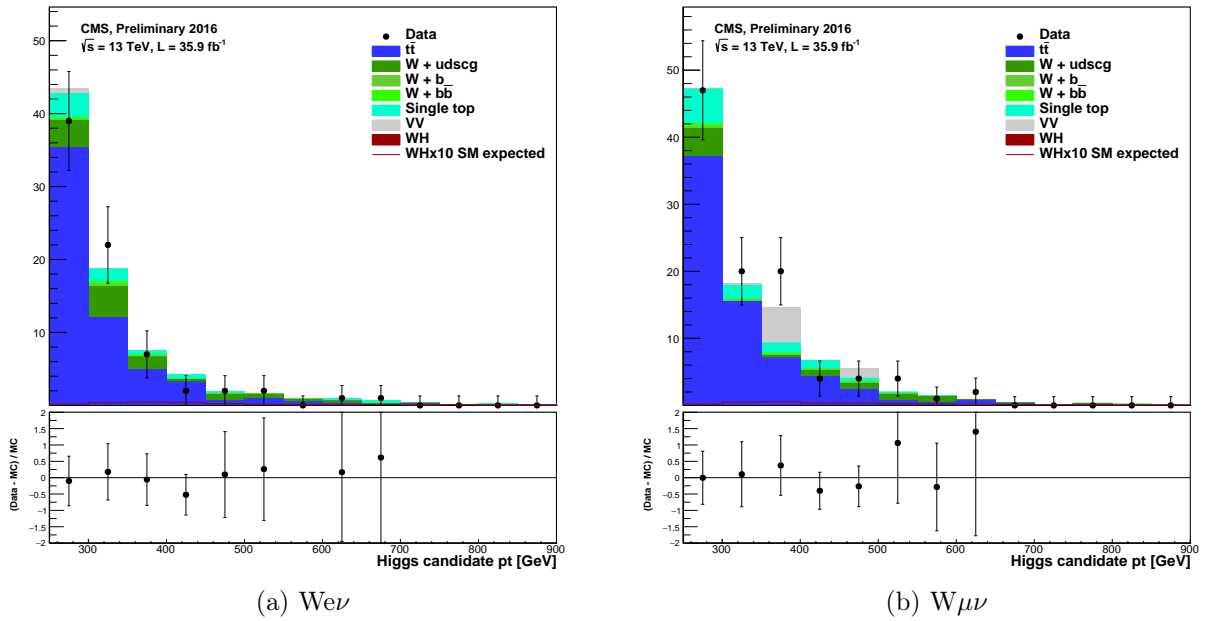 CMS, Preliminary 2016
√s = 13 TeV, L = 35.9 fb⁻¹
Data
tt̄
W + udscg
W + b
W + bb̄
Single top
VV
WH
WHx10 SM expected
50
40
30
20
10
(Data - MC) / MC
2
1.5
1
0.5
0
−0.5
−1
−1.5
−2
300 400 500 600 700 800 900
Higgs candidate pt [GeV]
(a) Weν
CMS, Preliminary 2016
√s = 13 TeV, L = 35.9 fb⁻¹
Data
tt̄
W + udscg
W + b
W + bb̄
Single top
VV
WH
WHx10 SM expected
50
40
30
20
10
(Data - MC) / MC
2
1.5
1
0.5
0
−0.5
−1
−1.5
−2
300 400 500 600 700 800 900
Higgs candidate pt [GeV]
(b) Wμν